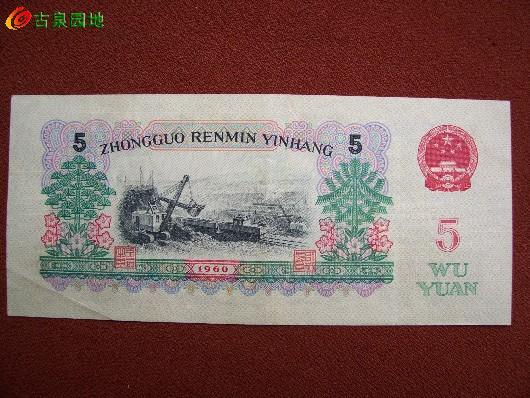 古泉园地
5 ZHONGGUO RENMIN YINHANG 5
5
WU
YUAN
1960